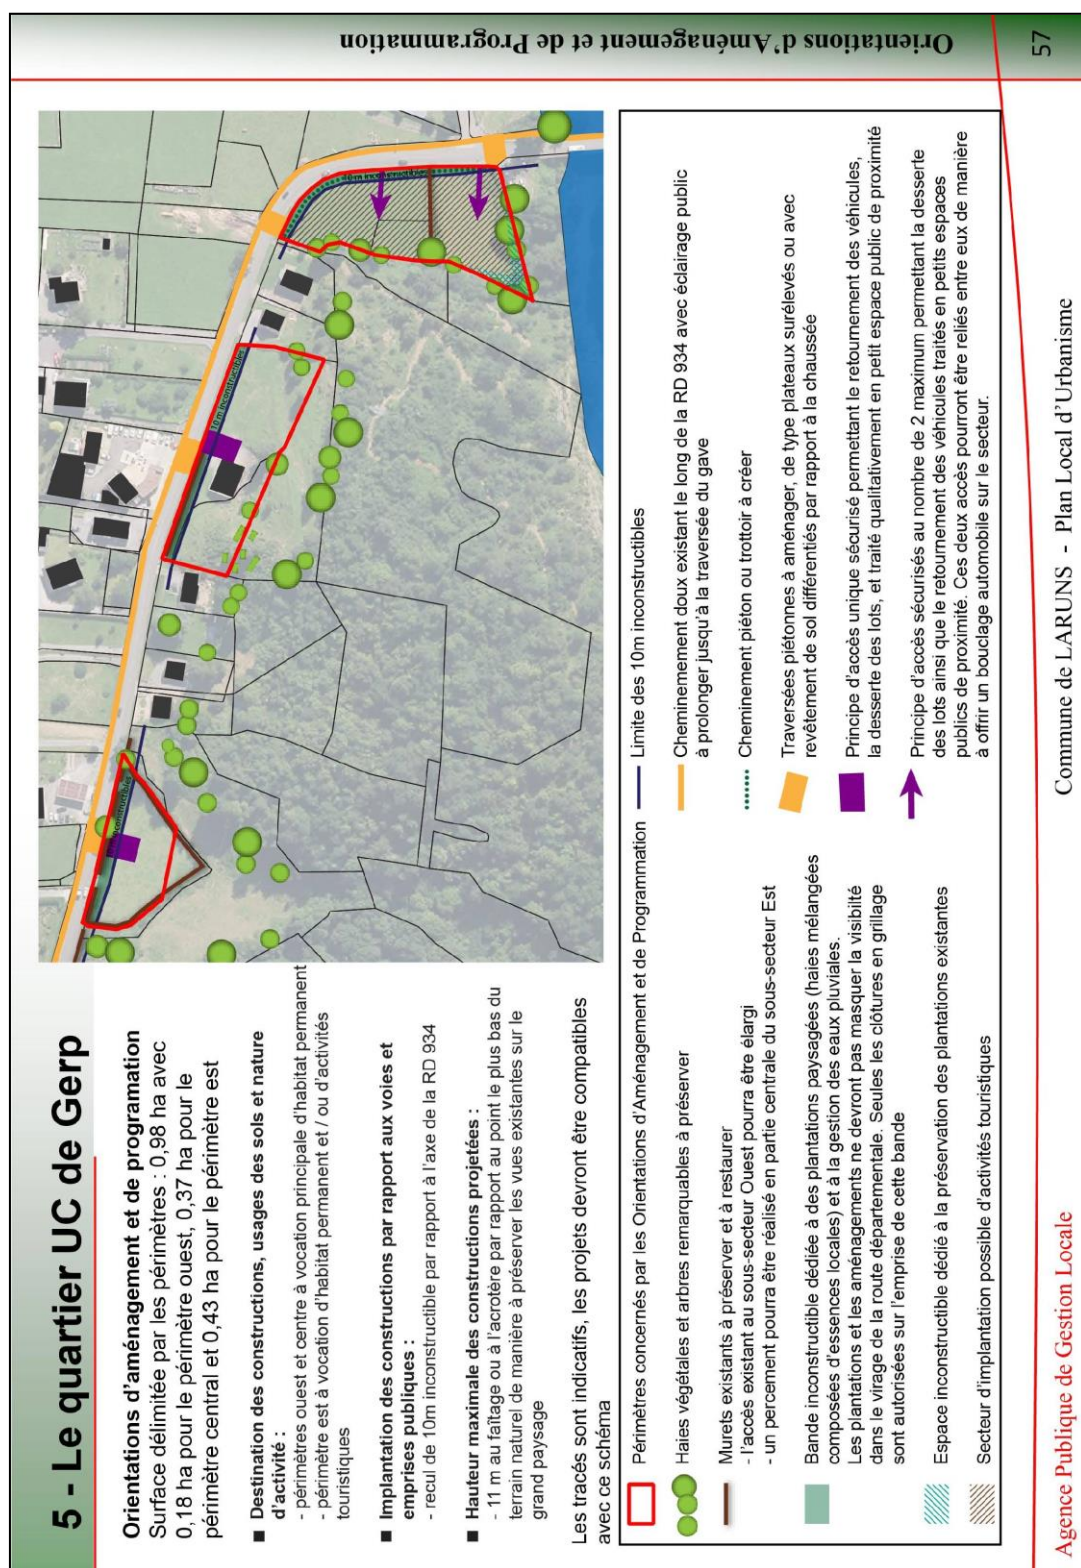 5 - Le quartier UC de Gerp
Orientations d'aménagement et de programation
Surface délimitée par les périmètres : 0,98 ha avec
0,18 ha pour le périmètre ouest, 0,37 ha pour le
périmètre central et 0,43 ha pour le périmètre est
■ Destination des constructions, usages des sols et nature
d'activité :
- périmètres ouest et centre à vocation principale d'habitat permanent
- périmètre est à vocation d'habitat permanent et / ou d'activités
touristiques
■ Implantation des constructions par rapport aux voies et
emprises publiques :
- recul de 10m inconstructible par rapport à l'axe de la RD 934
■ Hauteur maximale des constructions projetées :
- 11 m au faîtage ou à l'acrotère par rapport au point le plus bas du
terrain naturel de manière à préserver les vues existantes sur le
grand paysage
Les tracés sont indicatifs, les projets devront être compatibles
avec ce schéma
10 m inconstructibles
10 m inconstructibles
10 m inconstructibles
Périmètres concernés par les Orientations d'Aménagement et de Programmation
Haies végétales et arbres remarquables à préserver
Murets existants à préserver et à restaurer
- l'accès existant au sous-secteur Ouest pourra être élargi
- un percement pourra être réalisé en partie centrale du sous-secteur Est
Bande inconstructible dédiée à des plantations paysagées (haies mélangées
composées d'essences locales) et à la gestion des eaux pluviales.
Les plantations et les aménagements ne devront pas masquer la visibilité
dans le virage de la route départementale. Seules les clôtures en grillage
sont autorisées sur l'emprise de cette bande
Espace inconstructible dédié à la préservation des plantations existantes
Secteur d'implantation possible d'activités touristiques
Limite des 10m inconstructibles
Cheminemement doux existant le long de la RD 934 avec éclairage public
à prolonger jusqu'à la traversée du gave
Cheminement piéton ou trottoir à créer
Traversées piétonnes à aménager, de type plateaux surélevés ou avec
revêtement de sol différentiés par rapport à la chaussée
Principe d'accès unique sécurisé permettant le retournement des véhicules,
la desserte des lots, et traité qualitativement en petit espace public de proximité
Principe d'accès sécurisés au nombre de 2 maximum permettant la desserte
des lots ainsi que le retournement des véhicules traités en petits espaces
publics de proximité. Ces deux accès pourront être reliés entre eux de manière
à offrir un bouclage automobile sur le secteur.
Agence Publique de Gestion Locale
Commune de LARUNS - Plan Local d'Urbanisme
Orientations d'Aménagement et de Programmation
57